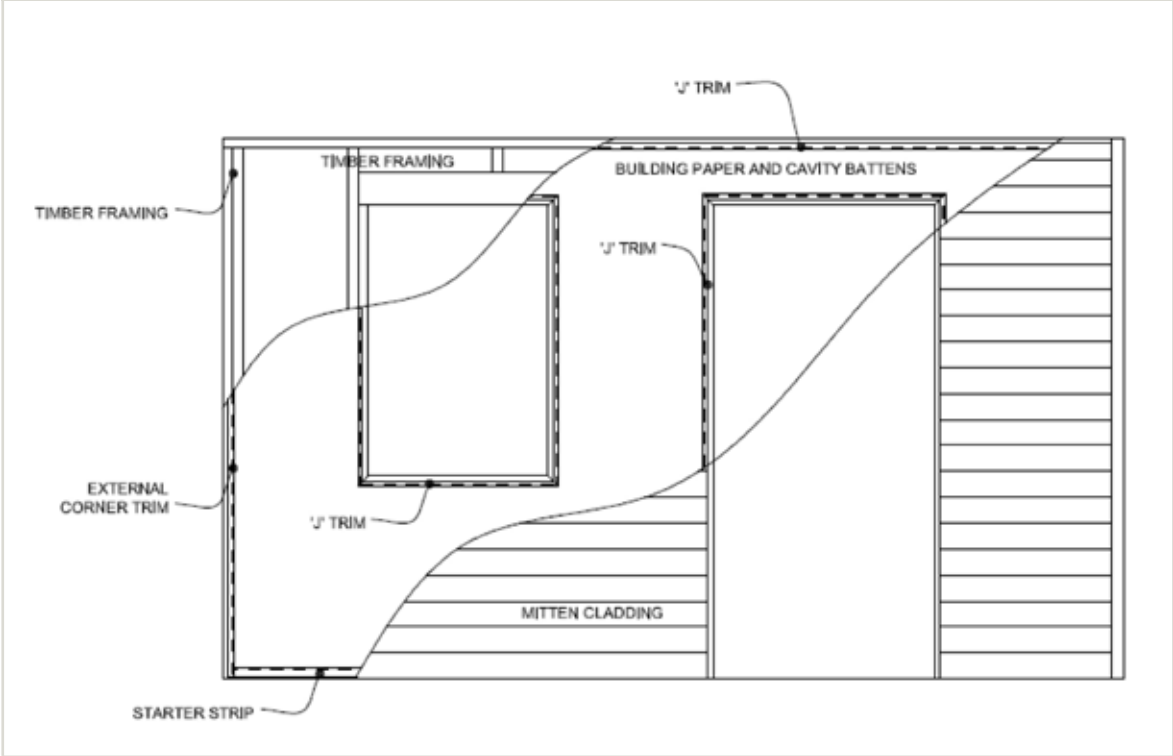 'J' TRIM
TIMBER FRAMING
BUILDING PAPER AND CAVITY BATTENS
TIMBER FRAMING
'J' TRIM
EXTERNAL
CORNER TRIM
'J' TRIM
MITTEN CLADDING
STARTER STRIP